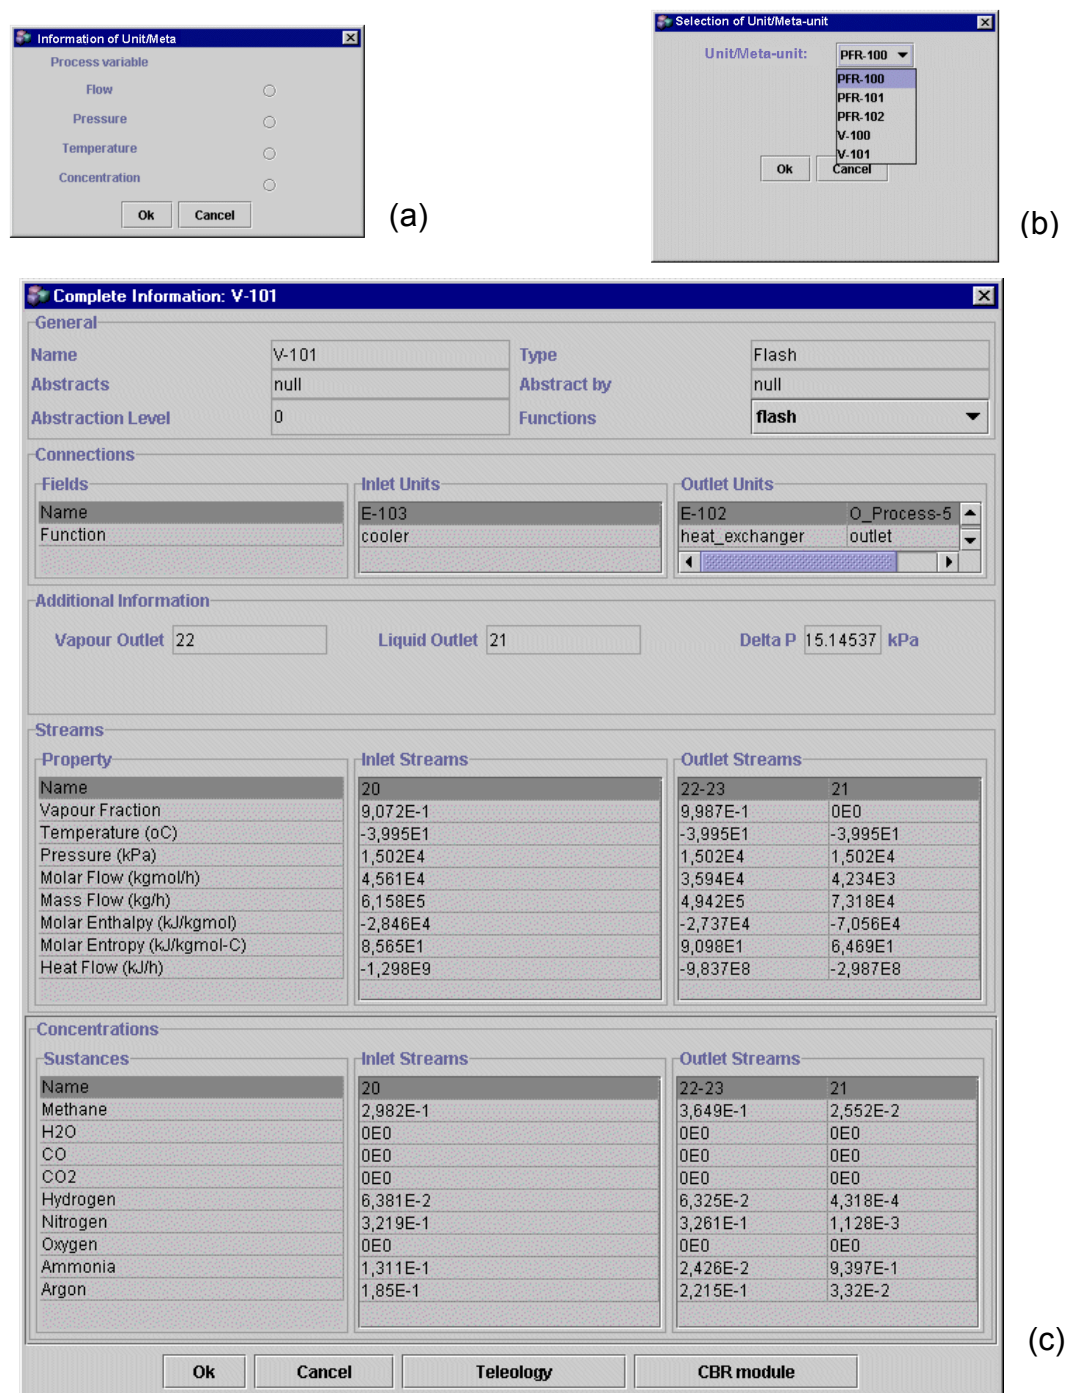 Information of Unit/Meta
Process variable
Flow
Pressure
Temperature
Concentration
Ok Cancel
(a)
Selection of Unit/Meta-unit
Unit/Meta-unit: PFR-100
PFR-100
PFR-101
PFR-102
V-100
V-101
Ok Cancel
(b)
Complete Information: V-101
General
Name V-101 Type Flash
Abstracts null Abstract by null
Abstraction Level 0 Functions flash
Connections
Fields Inlet Units Outlet Units
Name E-103 E-102 O_Process-5
Function cooler heat_exchanger outlet
Additional Information
Vapour Outlet 22 Liquid Outlet 21 Delta P 15.14537 kPa
Streams
Property Inlet Streams Outlet Streams
Name 20 22-23 21
Vapour Fraction 9,072E-1 9,987E-1 0E0
Temperature (oC) -3,995E1 -3,995E1 -3,995E1
Pressure (kPa) 1,502E4 1,502E4 1,502E4
Molar Flow (kgmol/h) 4,561E4 3,594E4 4,234E3
Mass Flow (kg/h) 6,158E5 4,942E5 7,318E4
Molar Enthalpy (kJ/kgmol) -2,846E4 -2,737E4 -7,056E4
Molar Entropy (kJ/kgmol-C) 8,565E1 9,098E1 6,469E1
Heat Flow (kJ/h) -1,298E9 -9,837E8 -2,987E8
Concentrations
Sustances Inlet Streams Outlet Streams
Name 20 22-23 21
Methane 2,982E-1 3,649E-1 2,552E-2
H2O 0E0 0E0 0E0
CO 0E0 0E0 0E0
CO2 0E0 0E0 0E0
Hydrogen 6,381E-2 6,325E-2 4,318E-4
Nitrogen 3,219E-1 3,261E-1 1,128E-3
Oxygen 0E0 0E0 0E0
Ammonia 1,311E-1 2,426E-2 9,397E-1
Argon 1,85E-1 2,215E-1 3,32E-2
Ok Cancel Teleology CBR module
(c)